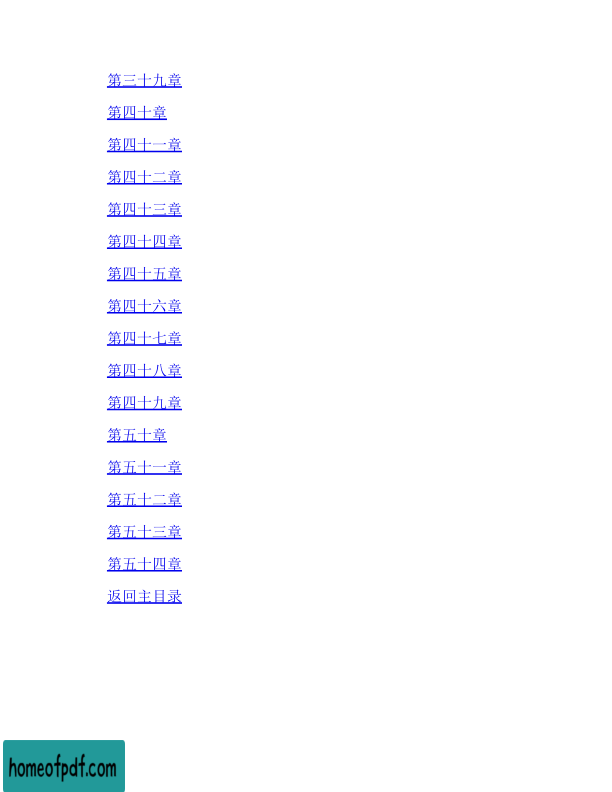 第三十九章
第四十章
第四十一章
第四十二章
第四十三章
第四十四章
第四十五章
第四十六章
第四十七章
第四十八章
第四十九章
第五十章
第五十一章
第五十二章
第五十三章
第五十四章
返回主目录
homeofpdf.com